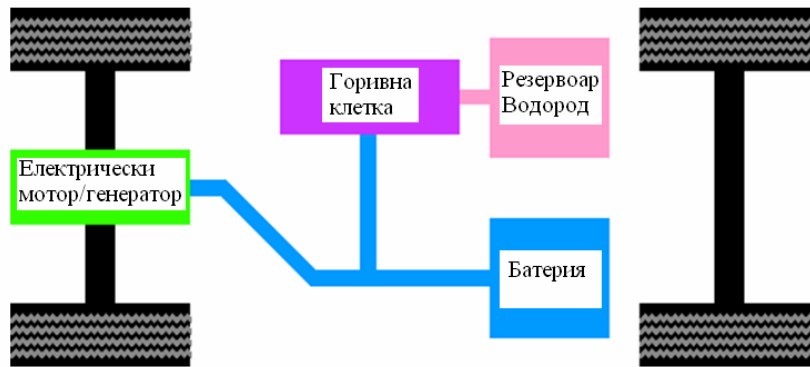 Горивна
клетка
Резервоар
Водород
Електрически
мотор/генератор
Батерия